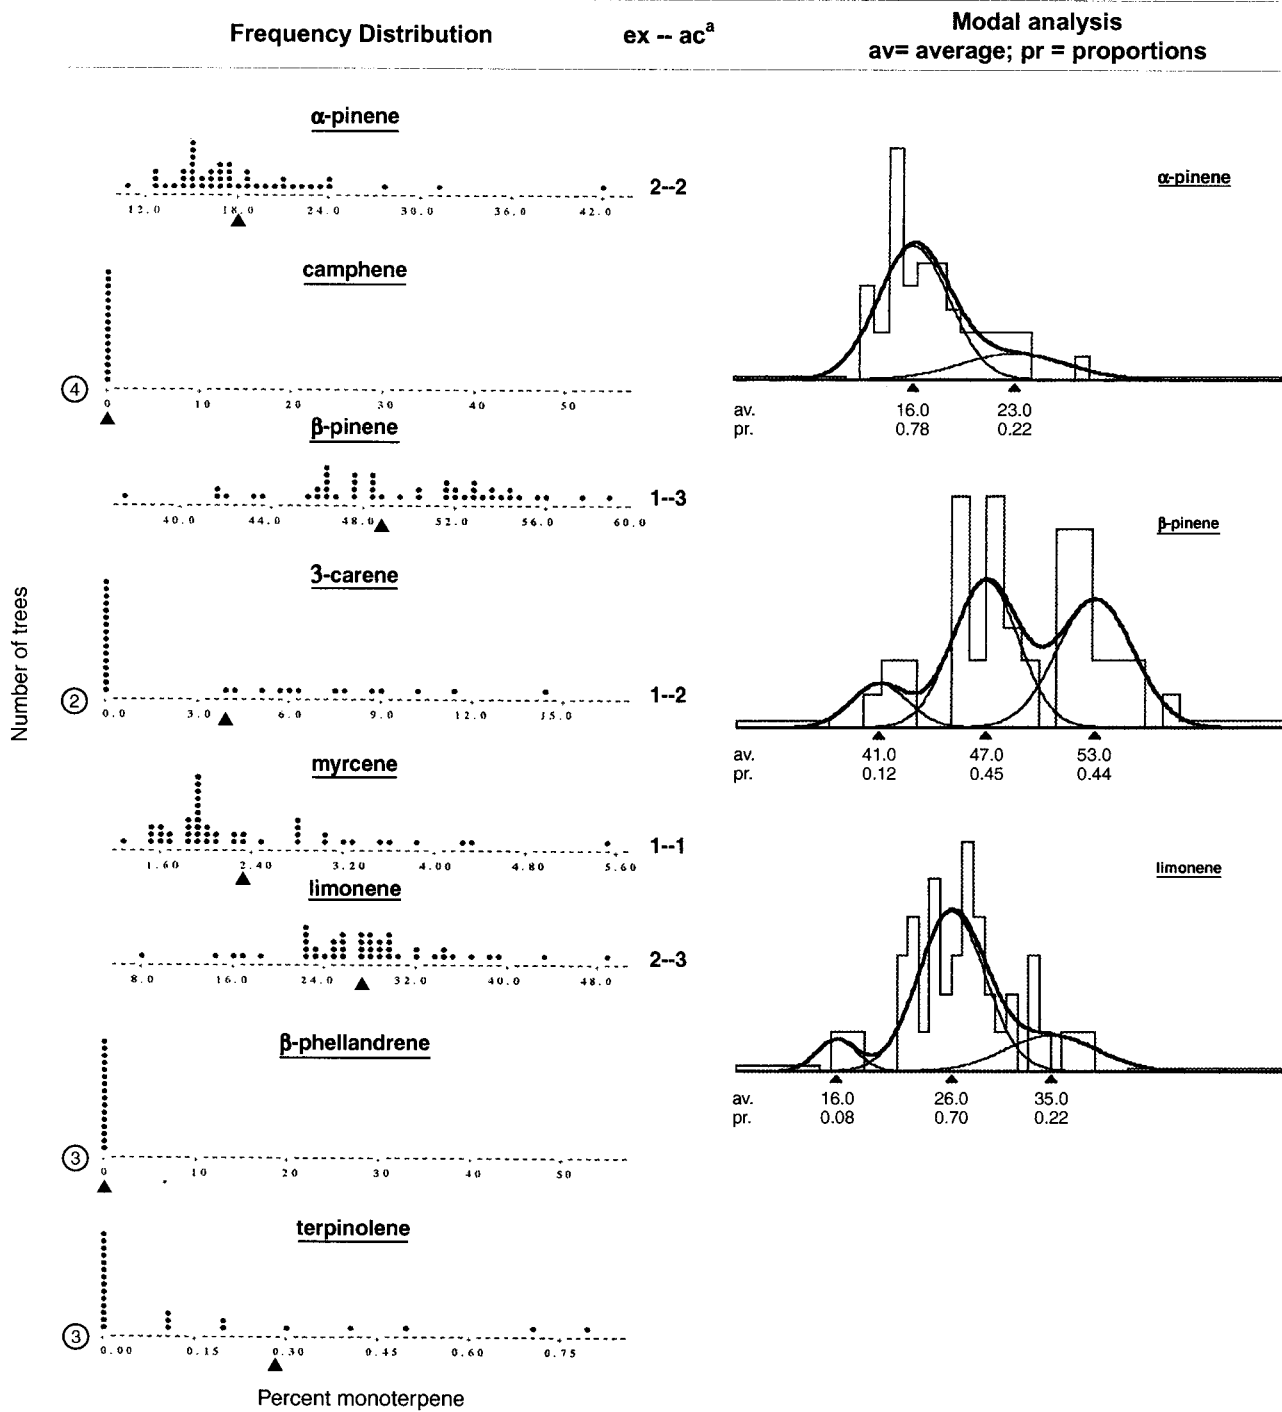 Frequency Distribution
ex -- acᵃ
Modal analysis
av= average; pr = proportions
α-pinene
2--2
12.0 18.0 24.0 30.0 36.0 42.0
camphene
④
0 10 20 30 40 50
β-pinene
1--3
40.0 44.0 48.0 52.0 56.0 60.0
3-carene
1--2
②
0.0 3.0 6.0 9.0 12.0 15.0
Number of trees
myrcene
1--1
1.60 2.40 3.20 4.00 4.80 5.60
limonene
2--3
8.0 16.0 24.0 32.0 40.0 48.0
β-phellandrene
③
0 10 20 30 40 50
terpinolene
③
0.00 0.15 0.30 0.45 0.60 0.75
Percent monoterpene
α-pinene
av. 16.0 23.0
pr. 0.78 0.22
β-pinene
av. 41.0 47.0 53.0
pr. 0.12 0.45 0.44
limonene
av. 16.0 26.0 35.0
pr. 0.08 0.70 0.22